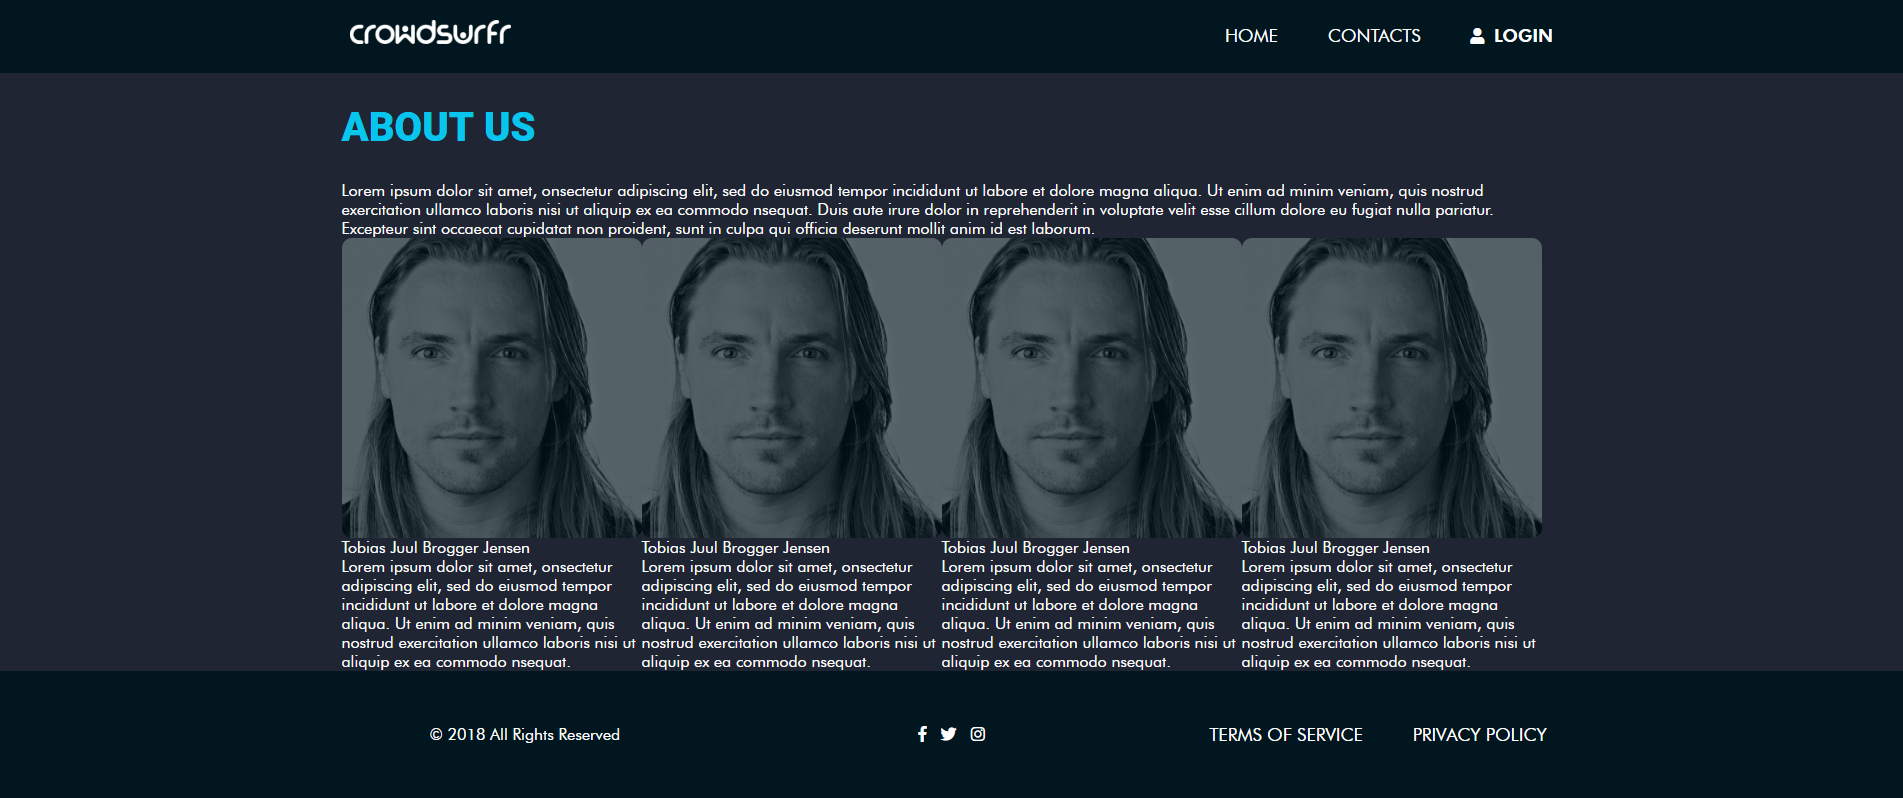 crowdsurfr
HOME CONTACTS LOGIN
ABOUT US
Lorem ipsum dolor sit amet, onsectetur adipiscing elit, sed do eiusmod tempor incididunt ut labore et dolore magna aliqua. Ut enim ad minim veniam, quis nostrud
exercitation ullamco laboris nisi ut aliquip ex ea commodo nsequat. Duis aute irure dolor in reprehenderit in voluptate velit esse cillum dolore eu fugiat nulla pariatur.
Excepteur sint occaecat cupidatat non proident, sunt in culpa qui officia deserunt mollit anim id est laborum.
Tobias Juul Brogger Jensen
Lorem ipsum dolor sit amet, onsectetur
adipiscing elit, sed do eiusmod tempor
incididunt ut labore et dolore magna
aliqua. Ut enim ad minim veniam, quis
nostrud exercitation ullamco laboris nisi ut
aliquip ex ea commodo nsequat.
Tobias Juul Brogger Jensen
Lorem ipsum dolor sit amet, onsectetur
adipiscing elit, sed do eiusmod tempor
incididunt ut labore et dolore magna
aliqua. Ut enim ad minim veniam, quis
nostrud exercitation ullamco laboris nisi ut
aliquip ex ea commodo nsequat.
Tobias Juul Brogger Jensen
Lorem ipsum dolor sit amet, onsectetur
adipiscing elit, sed do eiusmod tempor
incididunt ut labore et dolore magna
aliqua. Ut enim ad minim veniam, quis
nostrud exercitation ullamco laboris nisi ut
aliquip ex ea commodo nsequat.
Tobias Juul Brogger Jensen
Lorem ipsum dolor sit amet, onsectetur
adipiscing elit, sed do eiusmod tempor
incididunt ut labore et dolore magna
aliqua. Ut enim ad minim veniam, quis
nostrud exercitation ullamco laboris nisi ut
aliquip ex ea commodo nsequat.
© 2018 All Rights Reserved
TERMS OF SERVICE PRIVACY POLICY